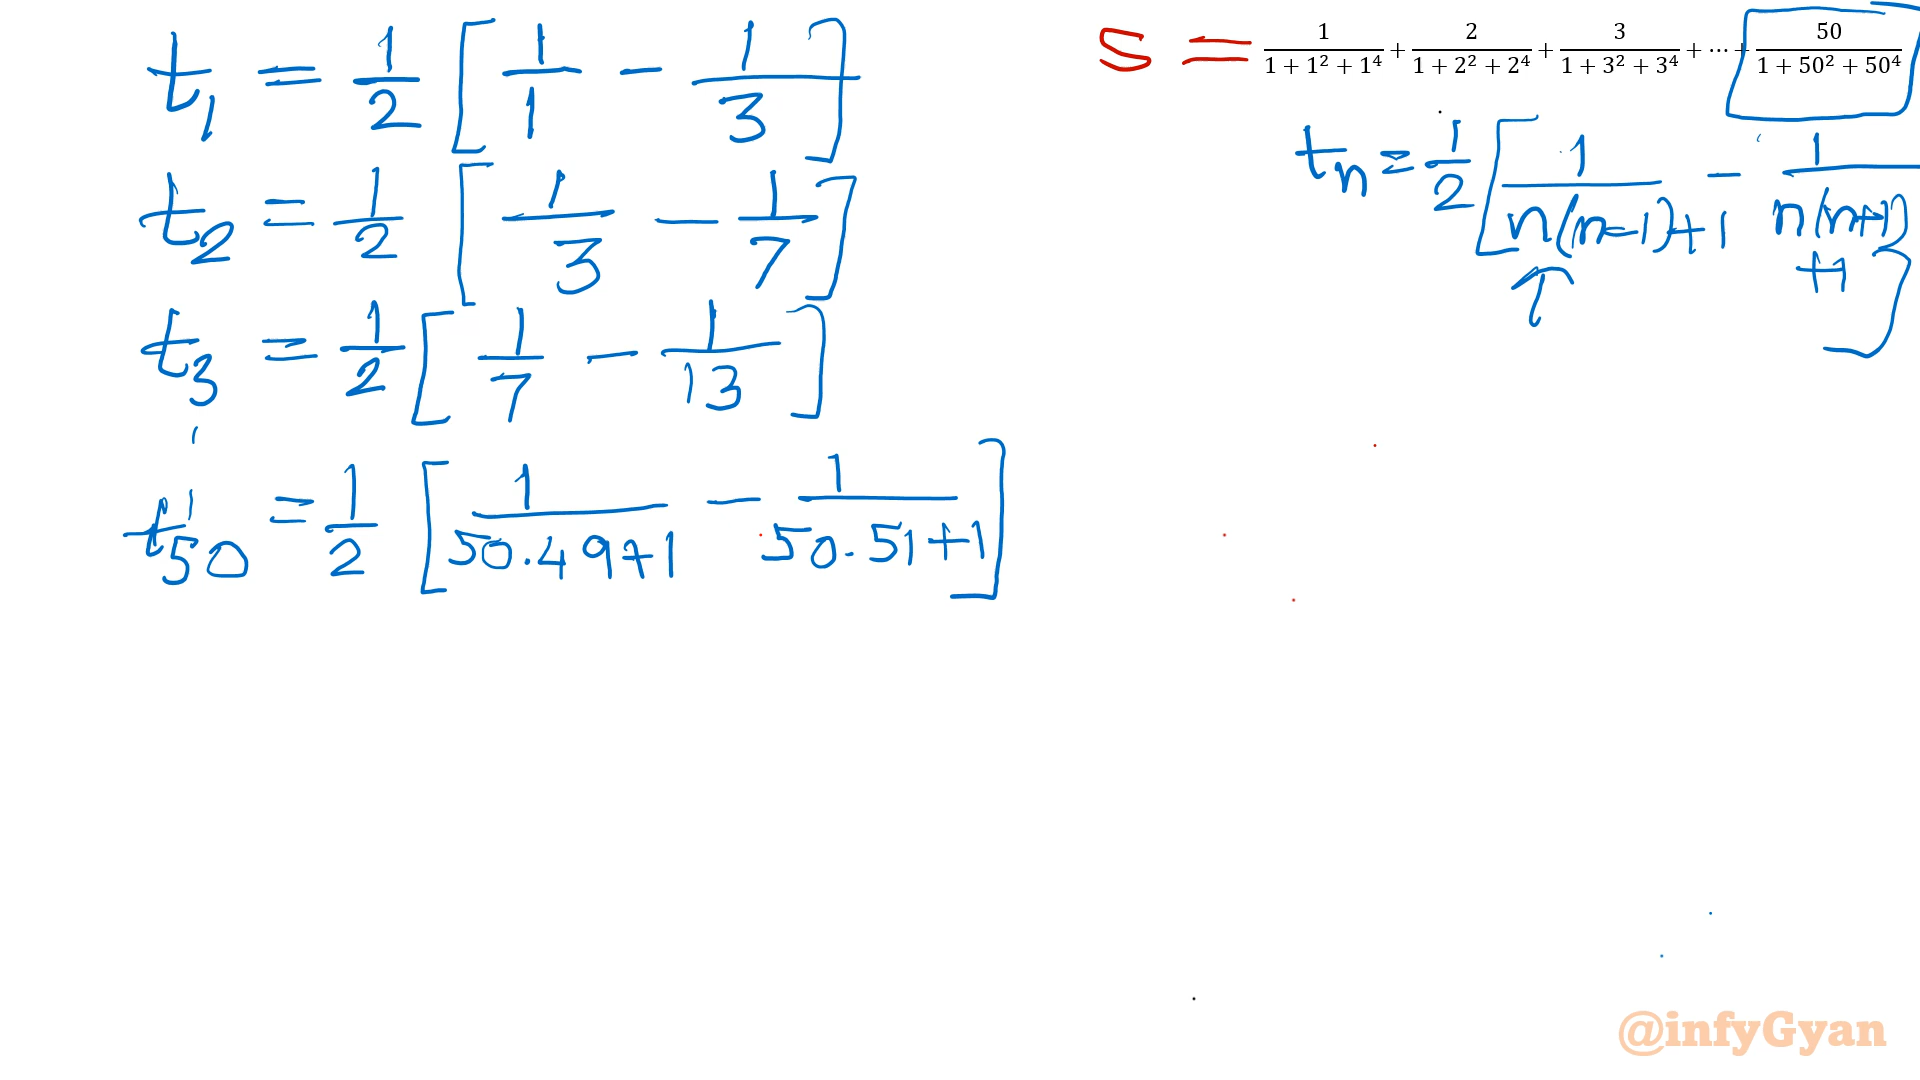 S = 1/(1 + 1² + 1⁴) + 2/(1 + 2² + 2⁴) + 3/(1 + 3² + 3⁴) + ⋯ + 50/(1 + 50² + 50⁴)
tₙ = 1/2 [ 1/(n(n-1)+1) - 1/(n(n+1)+1) ]
↑
t₁ = 1/2 [ 1/1 - 1/3 ]
t₂ = 1/2 [ 1/3 - 1/7 ]
t₃ = 1/2 [ 1/7 - 1/13 ]
t₅₀ = 1/2 [ 1/(50.49+1) - 1/(50.51+1) ]
@infyGyan